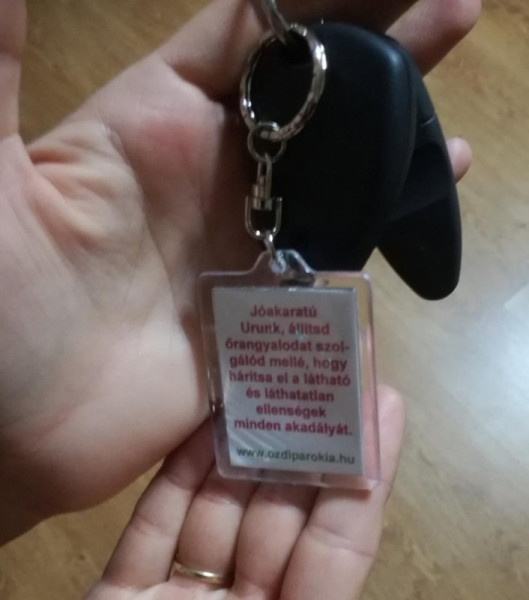 Jóakaratú
Urunk, állítsd
őrangyalodat szol-
gálód mellé, hogy
hárítsa el a látható
és láthatatlan
ellenségek
minden akadályát.
www.ozdiparokia.hu